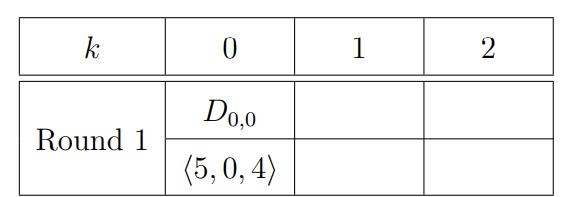 k 0 1 2
Round 1
D_{0,0}
⟨5, 0, 4⟩